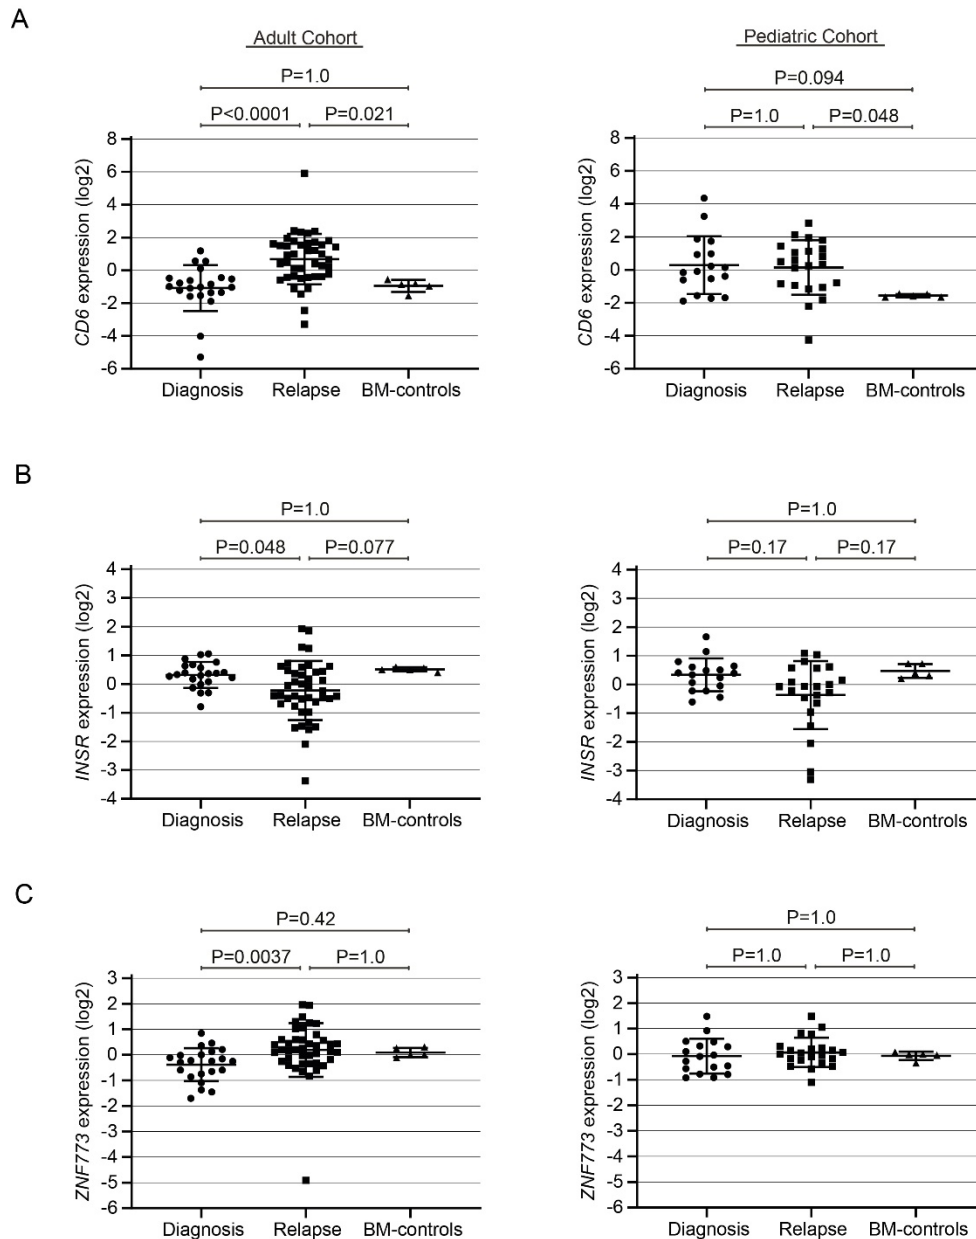 A
Adult Cohort
Pediatric Cohort
P=1.0
P<0.0001
P=0.021
P=0.094
P=1.0
P=0.048
CD6 expression (log2)
8
6
4
2
0
-2
-4
-6
Diagnosis
Relapse
BM-controls
CD6 expression (log2)
8
6
4
2
0
-2
-4
-6
Diagnosis
Relapse
BM-controls
B
P=1.0
P=0.048
P=0.077
P=1.0
P=0.17
P=0.17
INSR expression (log2)
4
3
2
1
0
-1
-2
-3
-4
Diagnosis
Relapse
BM-controls
INSR expression (log2)
4
3
2
1
0
-1
-2
-3
-4
Diagnosis
Relapse
BM-controls
C
P=0.42
P=0.0037
P=1.0
P=1.0
P=1.0
P=1.0
ZNF773 expression (log2)
3
2
1
0
-1
-2
-3
-4
-5
-6
Diagnosis
Relapse
BM-controls
ZNF773 expression (log2)
3
2
1
0
-1
-2
-3
-4
-5
-6
Diagnosis
Relapse
BM-controls